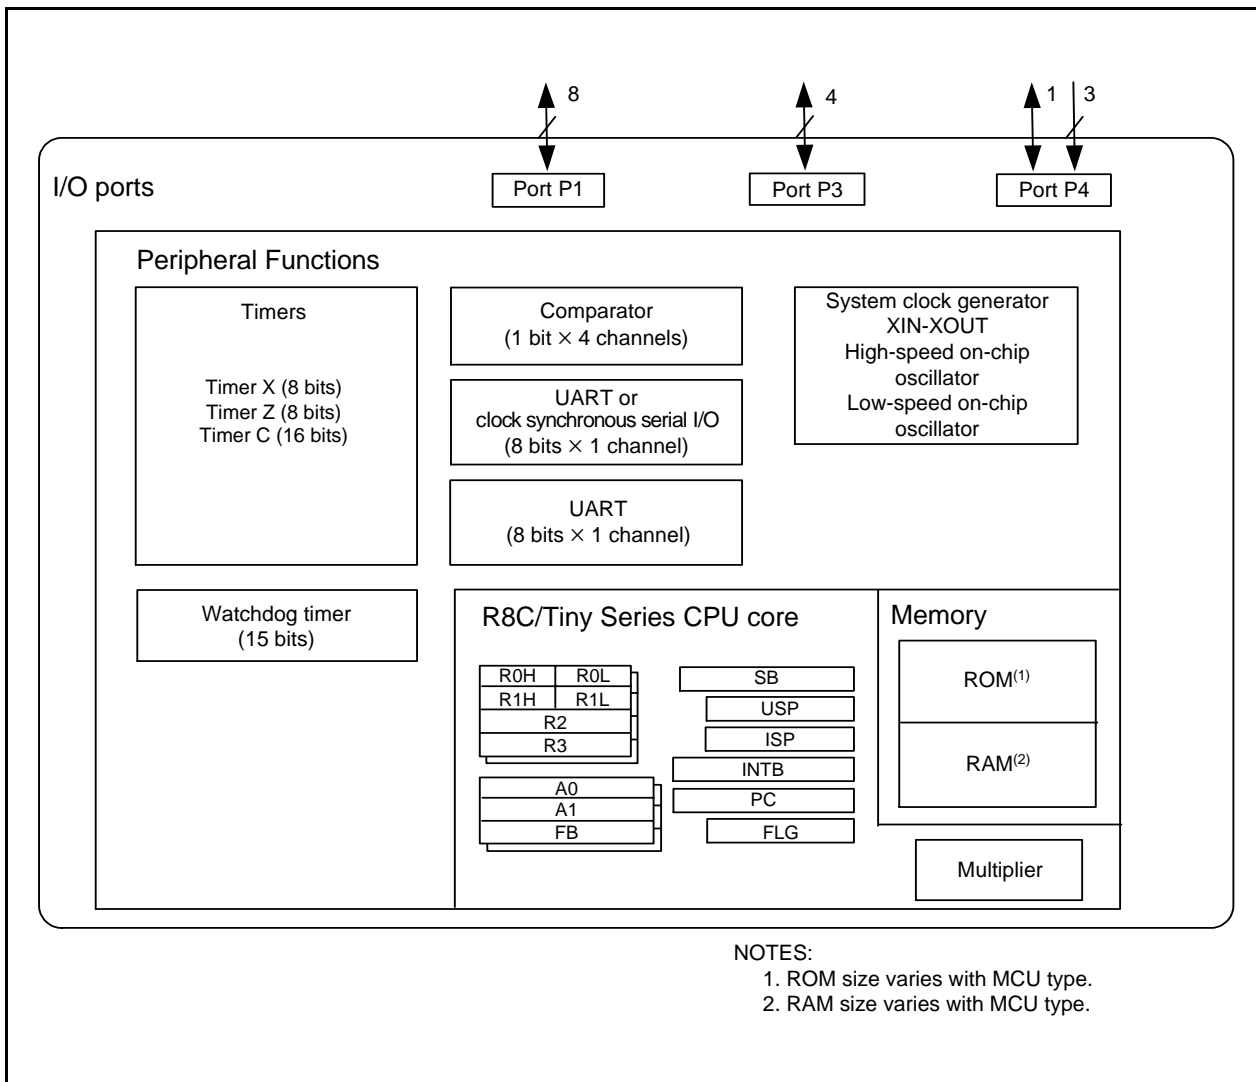 8
4
1
3
I/O ports
Port P1
Port P3
Port P4
Peripheral Functions
Timers
Timer X (8 bits)
Timer Z (8 bits)
Timer C (16 bits)
Comparator
(1 bit × 4 channels)
UART or
clock synchronous serial I/O
(8 bits × 1 channel)
UART
(8 bits × 1 channel)
System clock generator
XIN-XOUT
High-speed on-chip
oscillator
Low-speed on-chip
oscillator
Watchdog timer
(15 bits)
R8C/Tiny Series CPU core
R0H R0L
R1H R1L
R2
R3
A0
A1
FB
SB
USP
ISP
INTB
PC
FLG
Memory
ROM(1)
RAM(2)
Multiplier
NOTES:
1. ROM size varies with MCU type.
2. RAM size varies with MCU type.